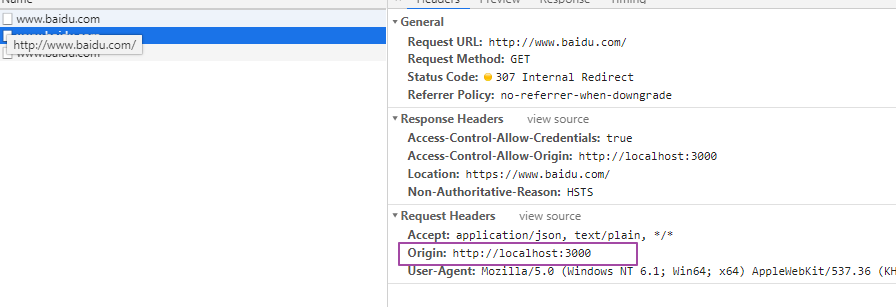 Name
Headers Preview Response Timing
www.baidu.com
www.baidu.com
http://www.baidu.com/
www.baidu.com
General
Request URL: http://www.baidu.com/
Request Method: GET
Status Code: 307 Internal Redirect
Referrer Policy: no-referrer-when-downgrade
Response Headers view source
Access-Control-Allow-Credentials: true
Access-Control-Allow-Origin: http://localhost:3000
Location: https://www.baidu.com/
Non-Authoritative-Reason: HSTS
Request Headers view source
Accept: application/json, text/plain, */*
Origin: http://localhost:3000
User-Agent: Mozilla/5.0 (Windows NT 6.1; Win64; x64) AppleWebKit/537.36 (KH